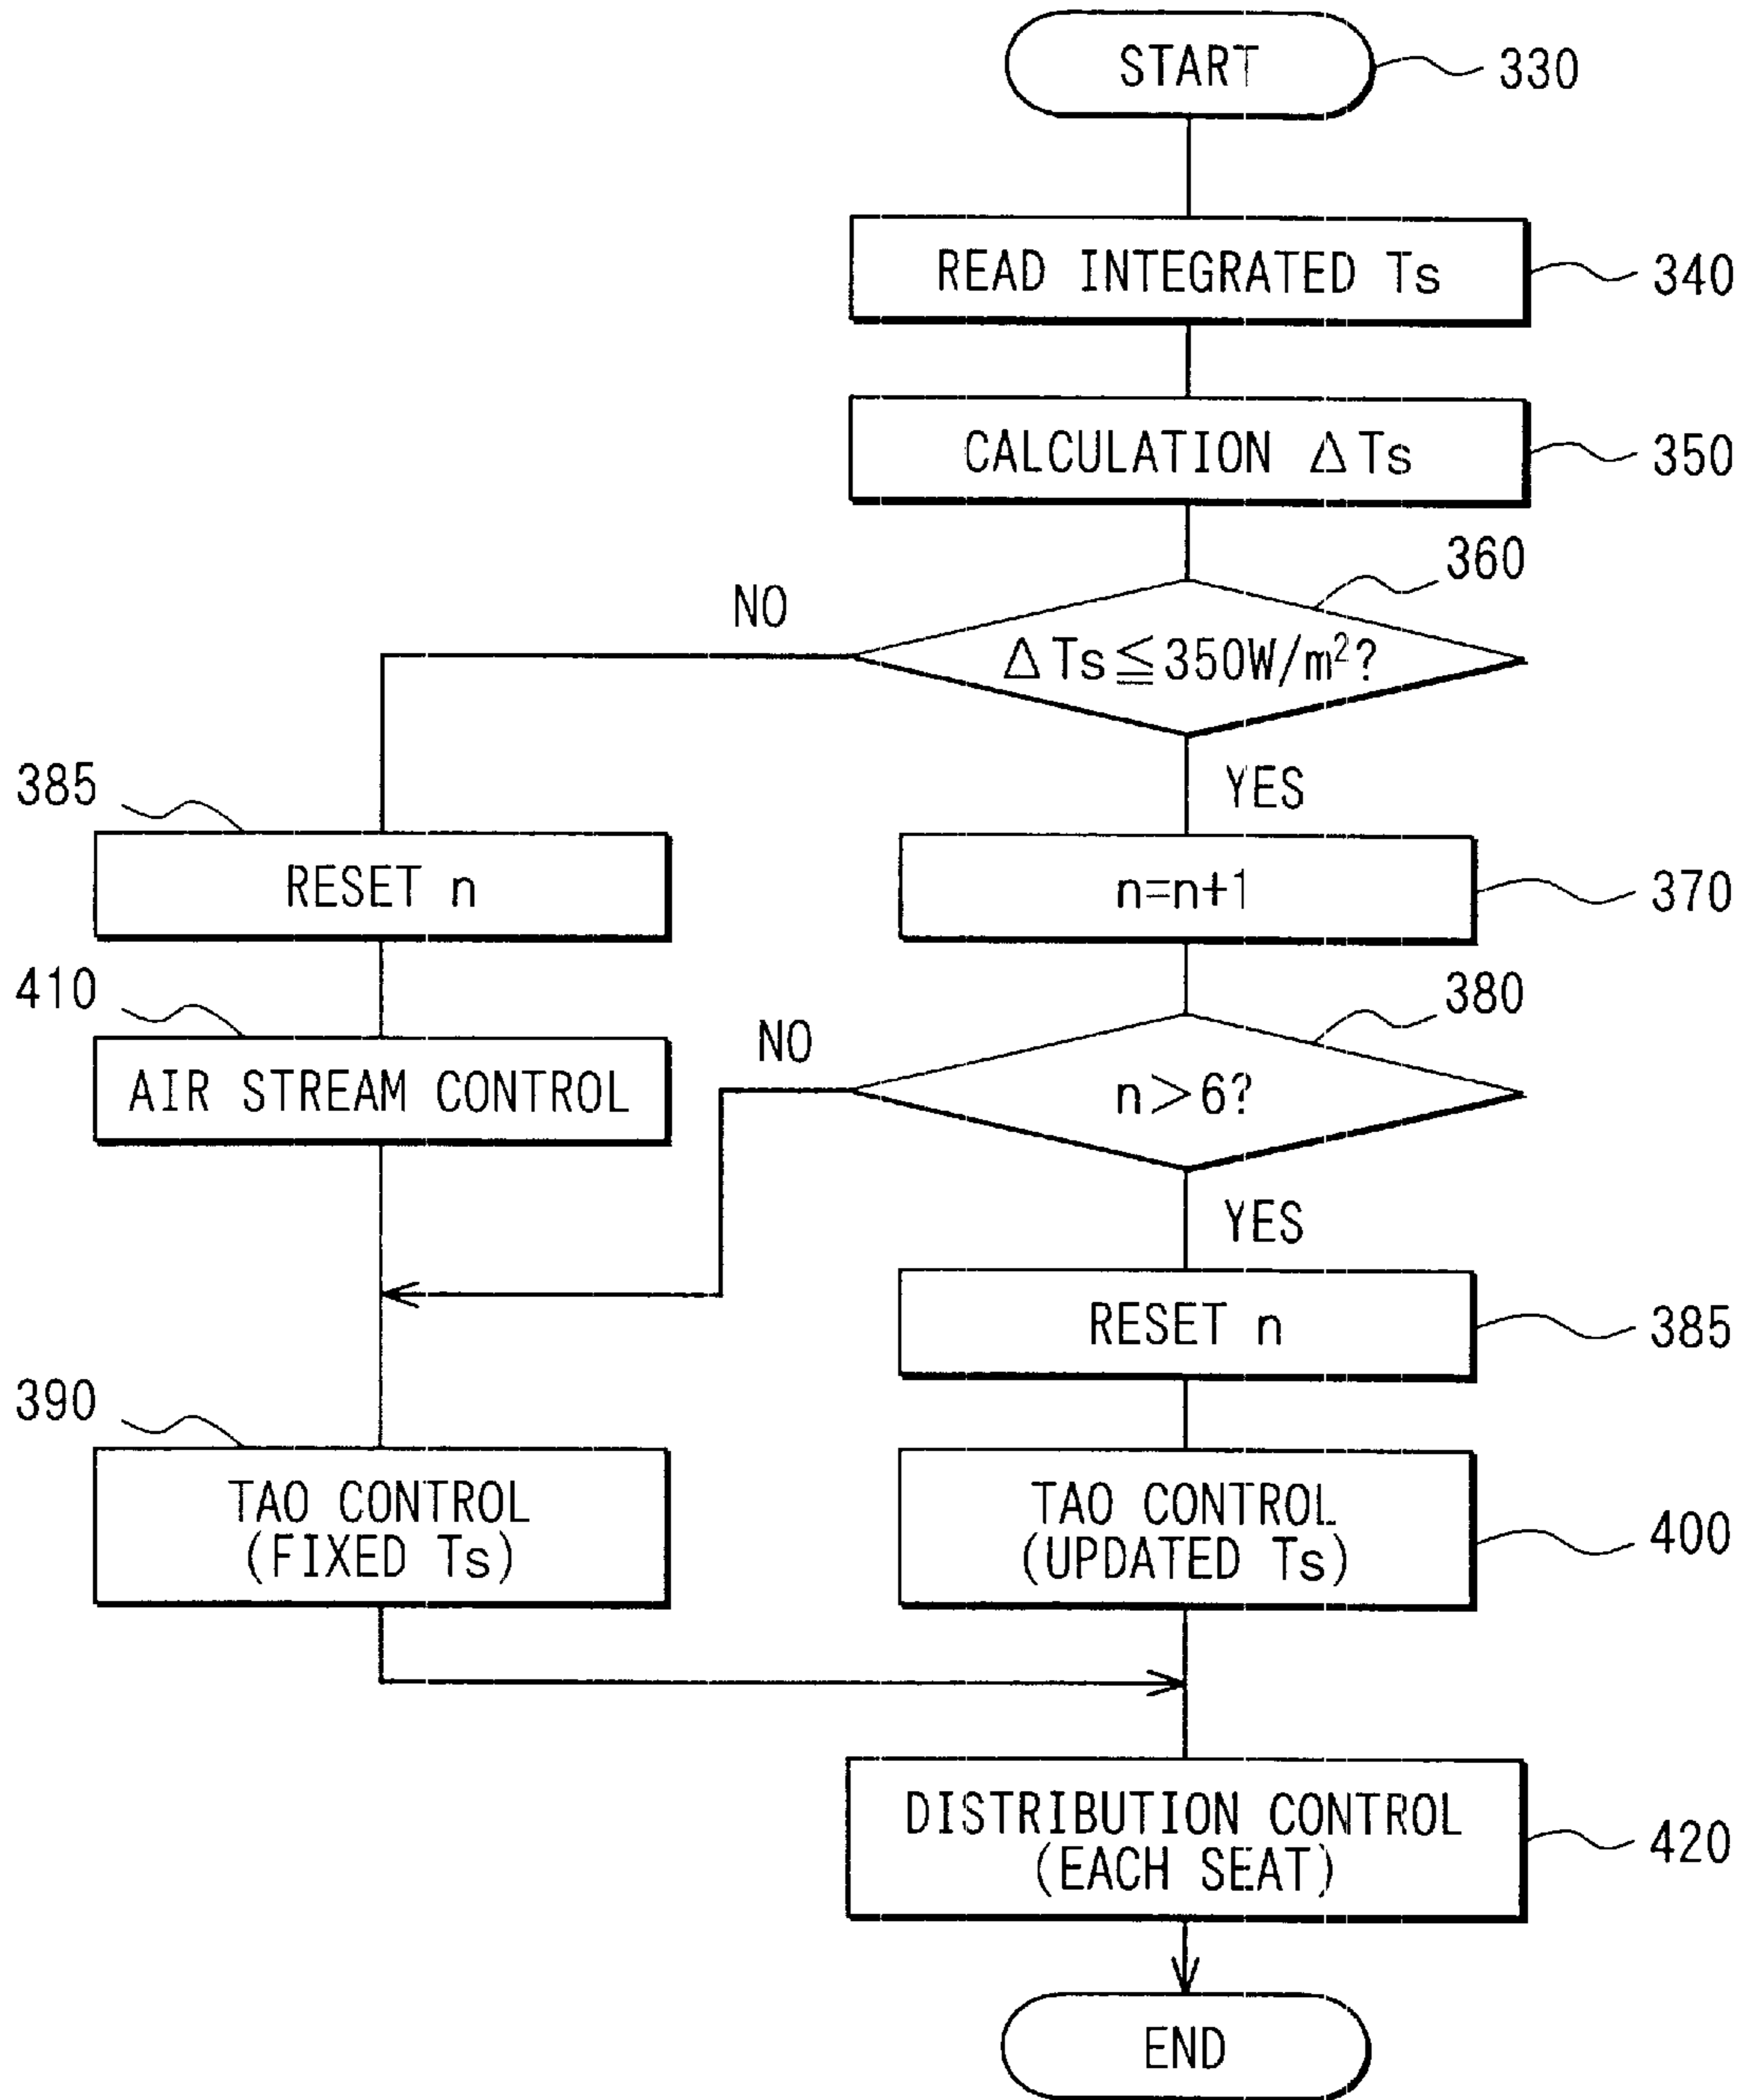 START
330
READ INTEGRATED Ts
340
CALCULATION Δ Ts
350
360
NO
Δ Ts≦350W/m²?
385
YES
RESET n
n=n+1
370
410
380
NO
AIR STREAM CONTROL
n>6?
YES
RESET n
385
390
TAO CONTROL
(FIXED Ts)
TAO CONTROL
(UPDATED Ts)
400
DISTRIBUTION CONTROL
(EACH SEAT)
420
END